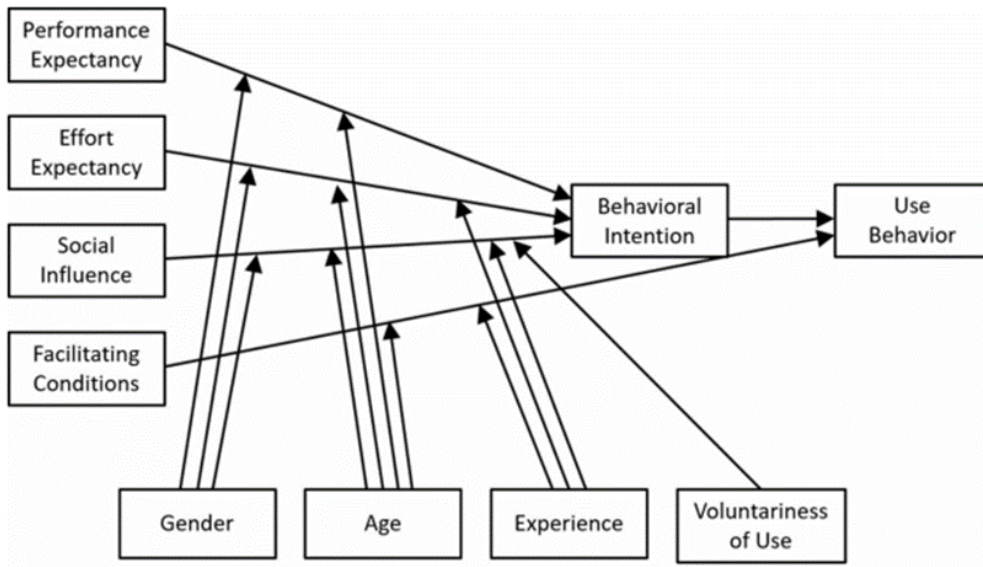 Performance
Expectancy
Effort
Expectancy
Social
Influence
Facilitating
Conditions
Behavioral
Intention
Use
Behavior
Gender
Age
Experience
Voluntariness
of Use